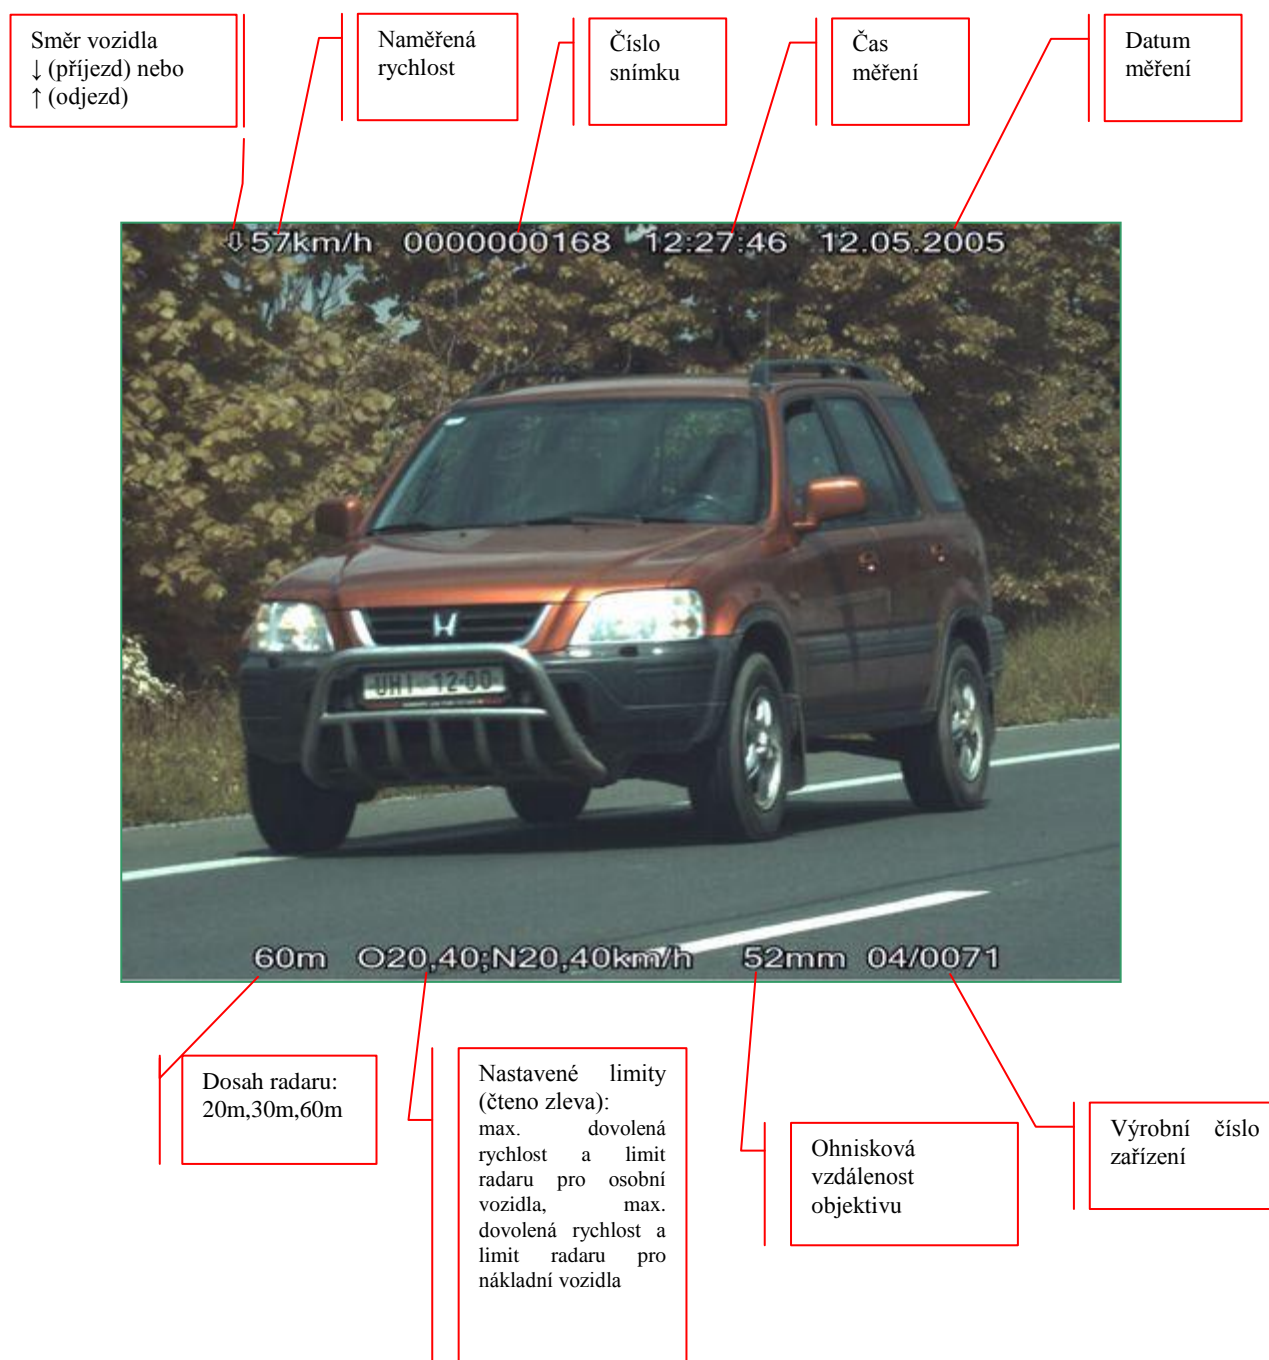 Směr vozidla
↓ (příjezd) nebo
↑ (odjezd)
Naměřená
rychlost
Číslo
snímku
Čas
měření
Datum
měření
⇩57km/h 0000000168 12:27:46 12.05.2005
UHI 12-00
60m O20,40;N20,40km/h 52mm 04/0071
Dosah radaru:
20m,30m,60m
Nastavené limity
(čteno zleva):
max. dovolená
rychlost a limit
radaru pro osobní
vozidla, max.
dovolená rychlost a
limit radaru pro
nákladní vozidla
Ohnisková
vzdálenost
objektivu
Výrobní číslo
zařízení